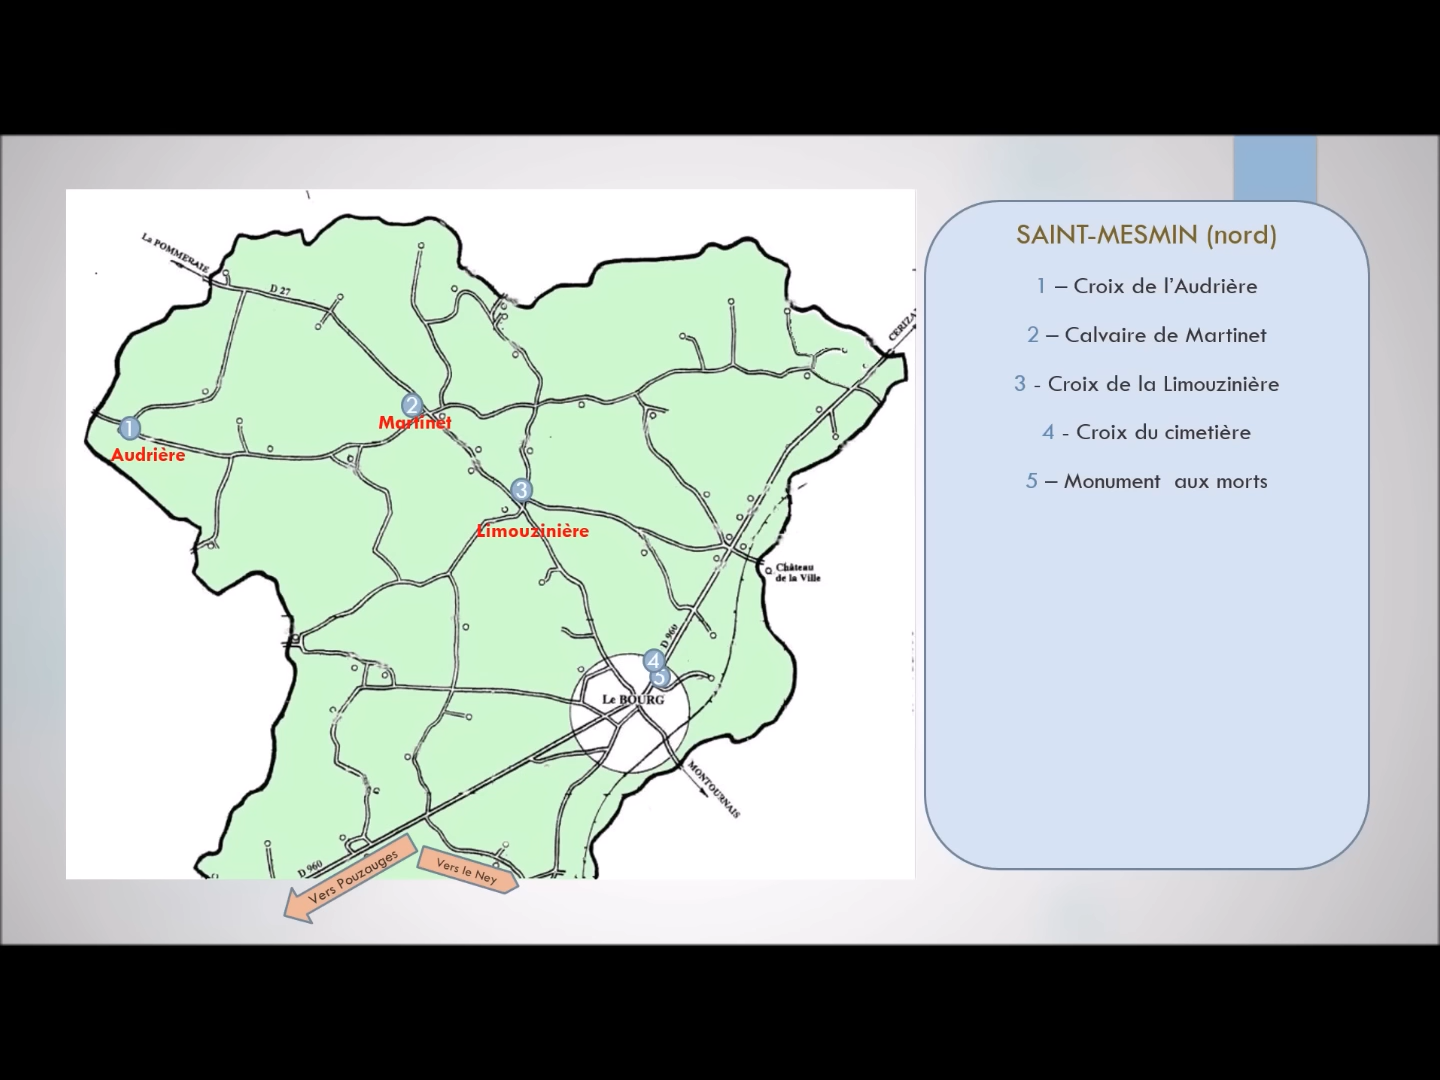 SAINT-MESMIN (nord)
1 – Croix de l'Audrière
2 – Calvaire de Martinet
3 - Croix de la Limouzinière
4 - Croix du cimetière
5 – Monument aux morts
La POMMERAIE
D 27
CERIZA
2
Martinet
1
Audrière
3
Limouzinière
Château
de la Ville
D 960
4
5
Le BOURG
MONTOURNAIS
D 960
Vers Pouzauges
Vers le Ney